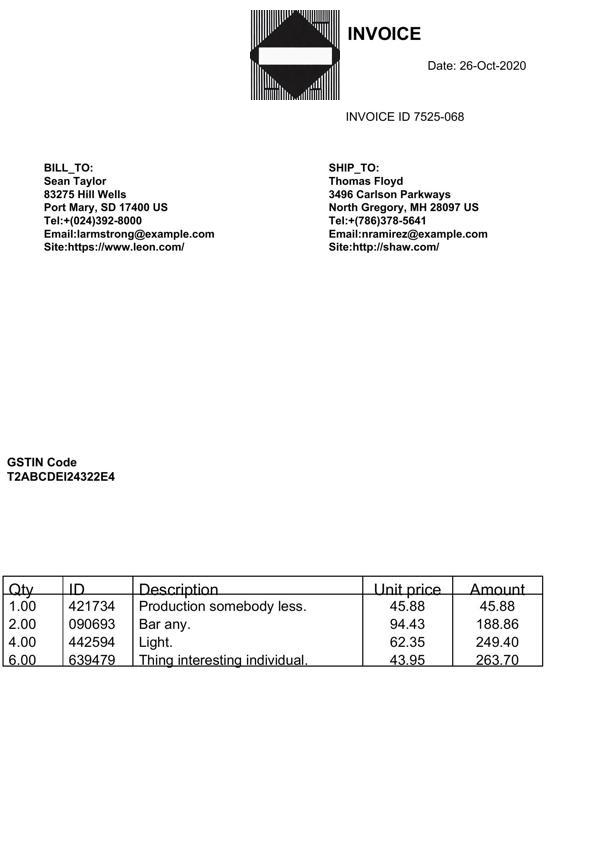 INVOICE
Date: 26-Oct-2020
INVOICE ID 7525-068
BILL_TO:
Sean Taylor
83275 Hill Wells
Port Mary, SD 17400 US
Tel:+(024)392-8000
Email:larmstrong@example.com
Site:https://www.leon.com/
SHIP_TO:
Thomas Floyd
3496 Carlson Parkways
North Gregory, MH 28097 US
Tel:+(786)378-5641
Email:nramirez@example.com
Site:http://shaw.com/
GSTIN Code
T2ABCDEI24322E4
Qty ID Description Unit price Amount
1.00 421734 Production somebody less. 45.88 45.88
2.00 090693 Bar any. 94.43 188.86
4.00 442594 Light. 62.35 249.40
6.00 639479 Thing interesting individual. 43.95 263.70